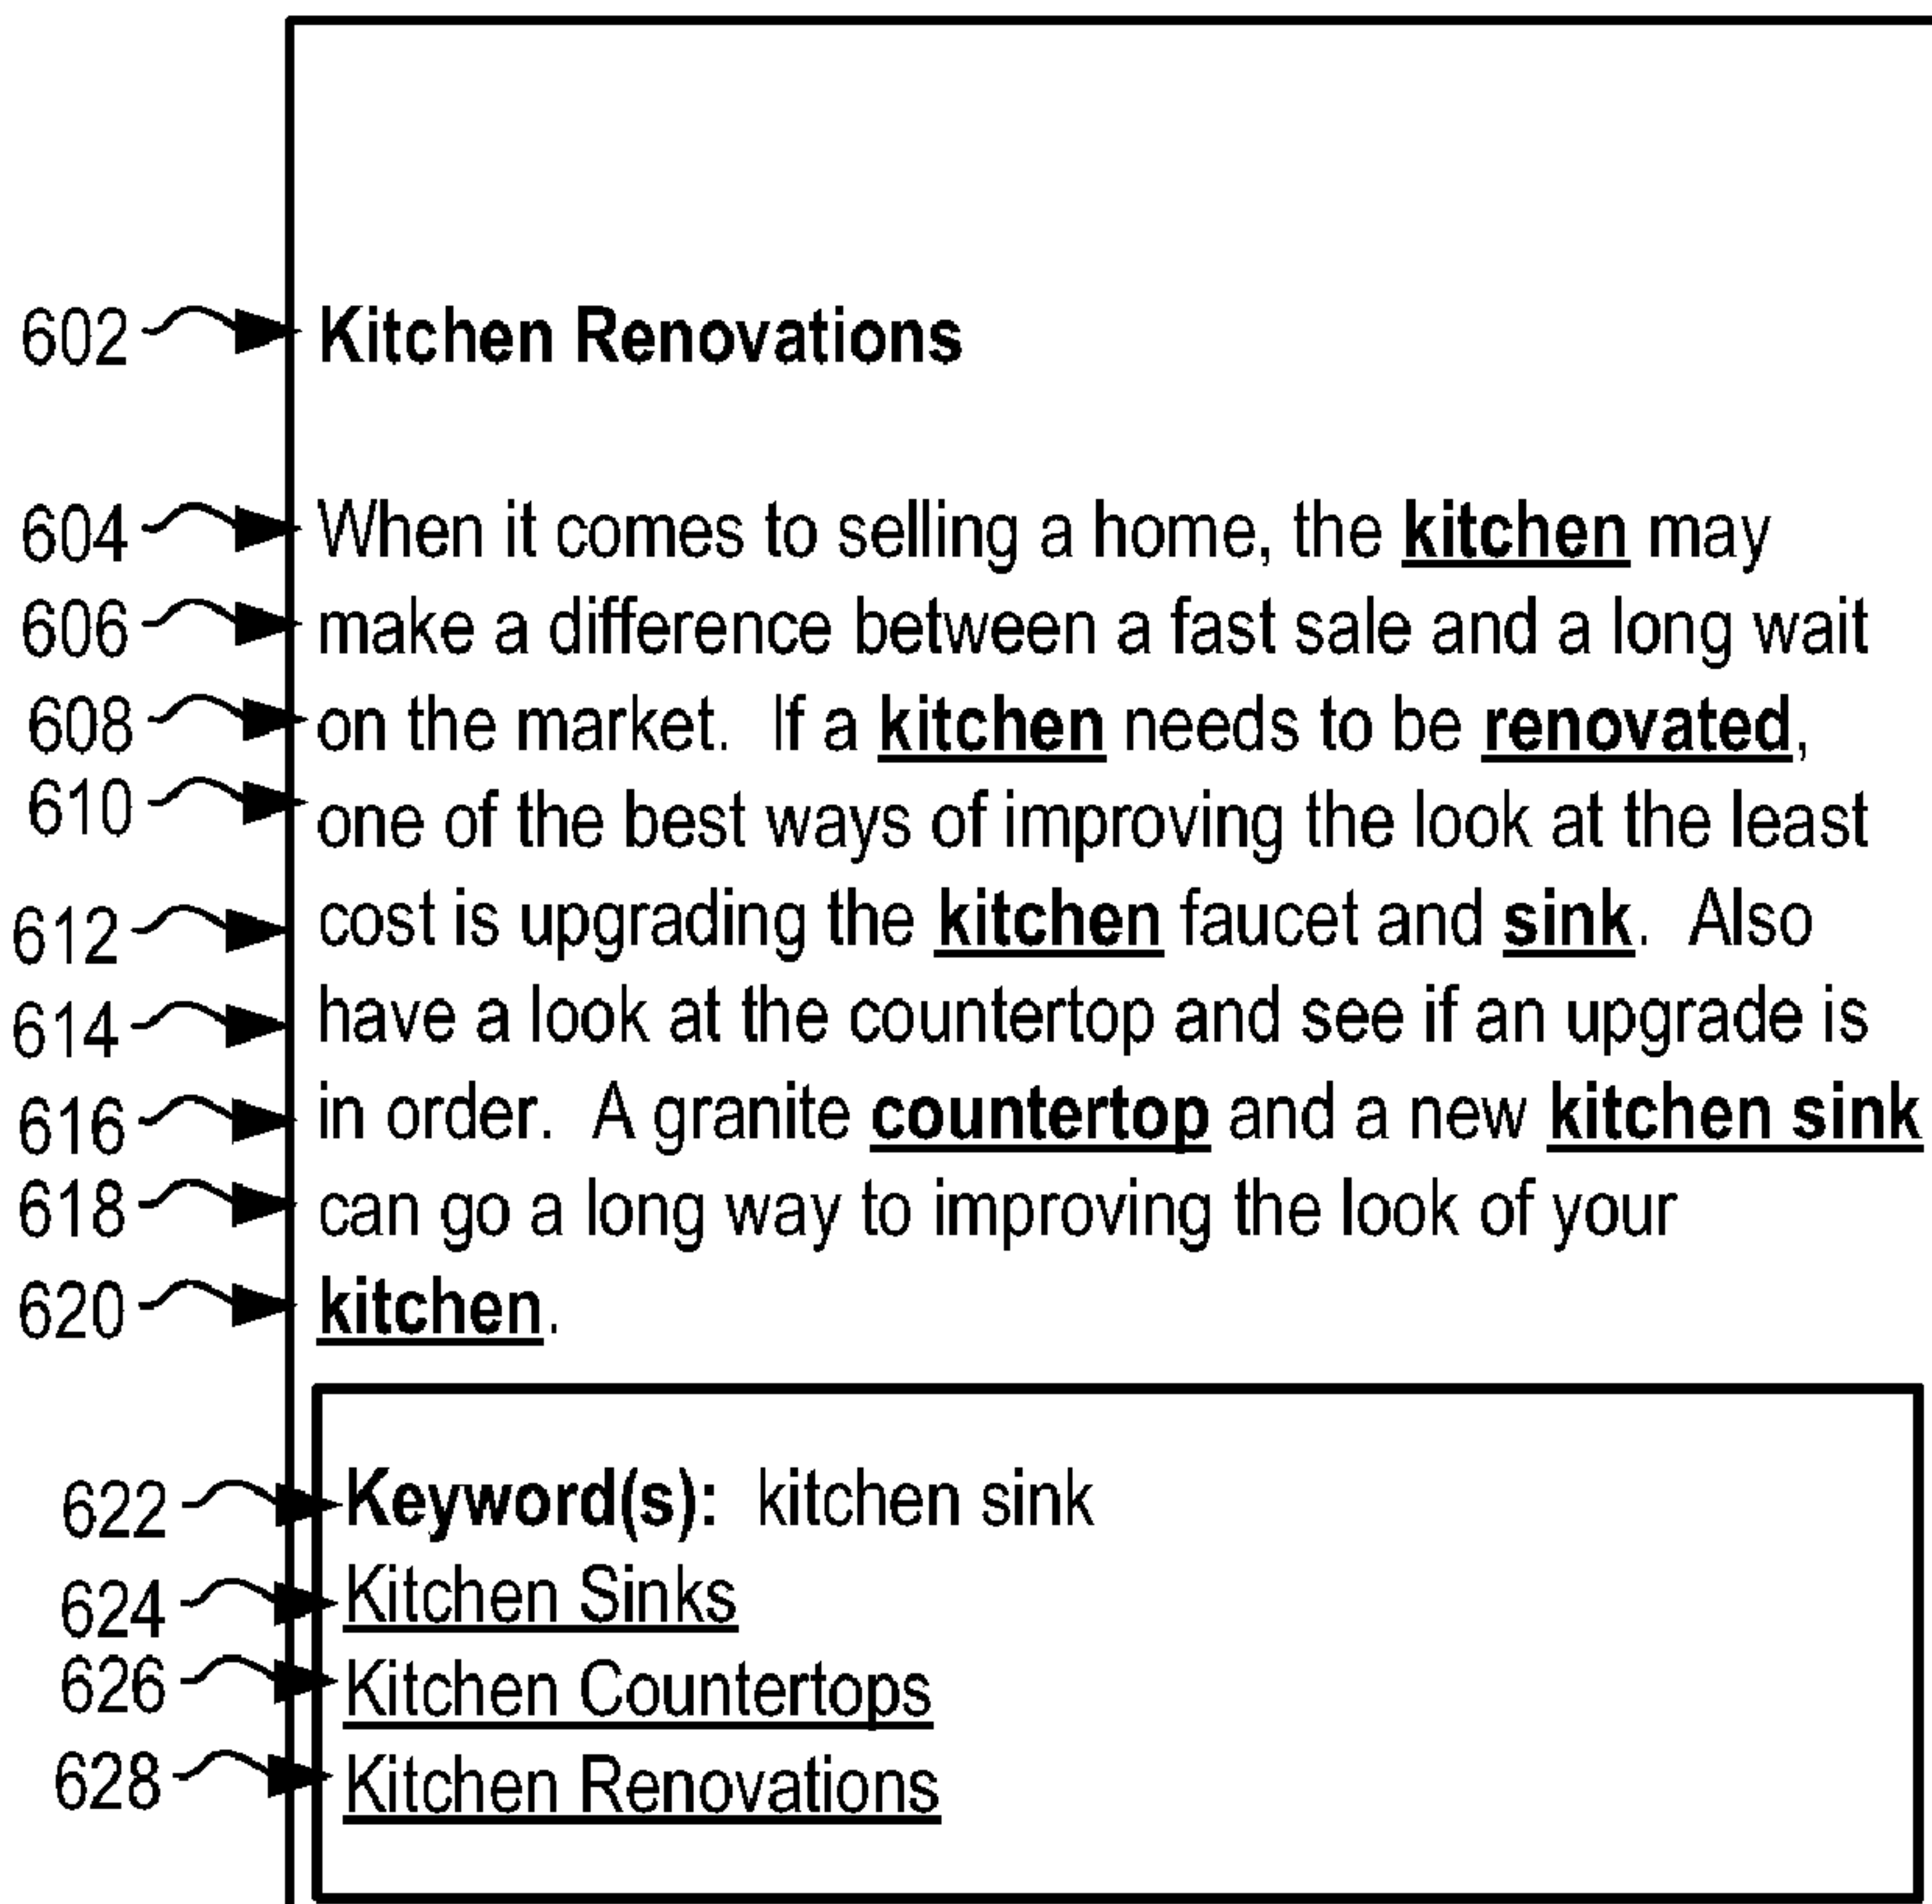 602 Kitchen Renovations
604 When it comes to selling a home, the kitchen may
606 make a difference between a fast sale and a long wait
608 on the market. If a kitchen needs to be renovated,
610 one of the best ways of improving the look at the least
612 cost is upgrading the kitchen faucet and sink. Also
614 have a look at the countertop and see if an upgrade is
616 in order. A granite countertop and a new kitchen sink
618 can go a long way to improving the look of your
620 kitchen.
622 Keyword(s): kitchen sink
624 Kitchen Sinks
626 Kitchen Countertops
628 Kitchen Renovations